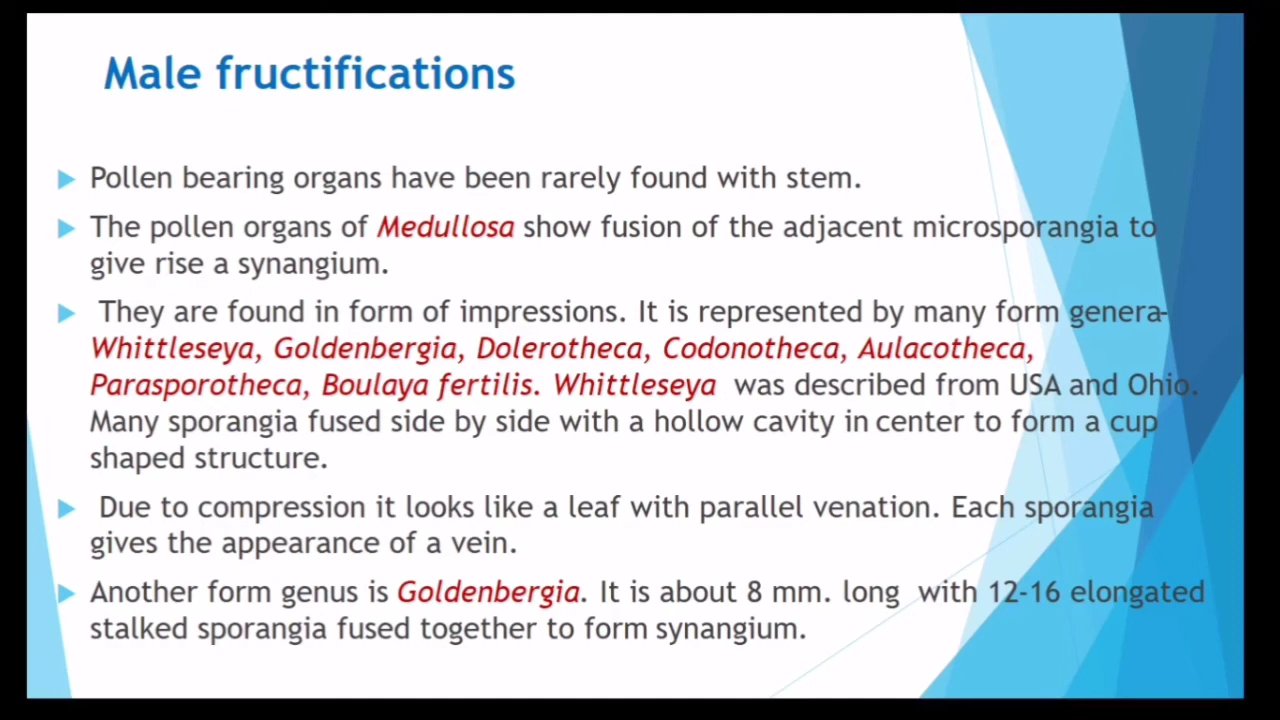 Male fructifications
Pollen bearing organs have been rarely found with stem.
The pollen organs of Medullosa show fusion of the adjacent microsporangia to
give rise a synangium.
They are found in form of impressions. It is represented by many form genera-
Whittleseya, Goldenbergia, Dolerotheca, Codonotheca, Aulacotheca,
Parasporotheca, Boulaya fertilis. Whittleseya was described from USA and Ohio.
Many sporangia fused side by side with a hollow cavity in center to form a cup
shaped structure.
Due to compression it looks like a leaf with parallel venation. Each sporangia
gives the appearance of a vein.
Another form genus is Goldenbergia. It is about 8 mm. long with 12-16 elongated
stalked sporangia fused together to form synangium.